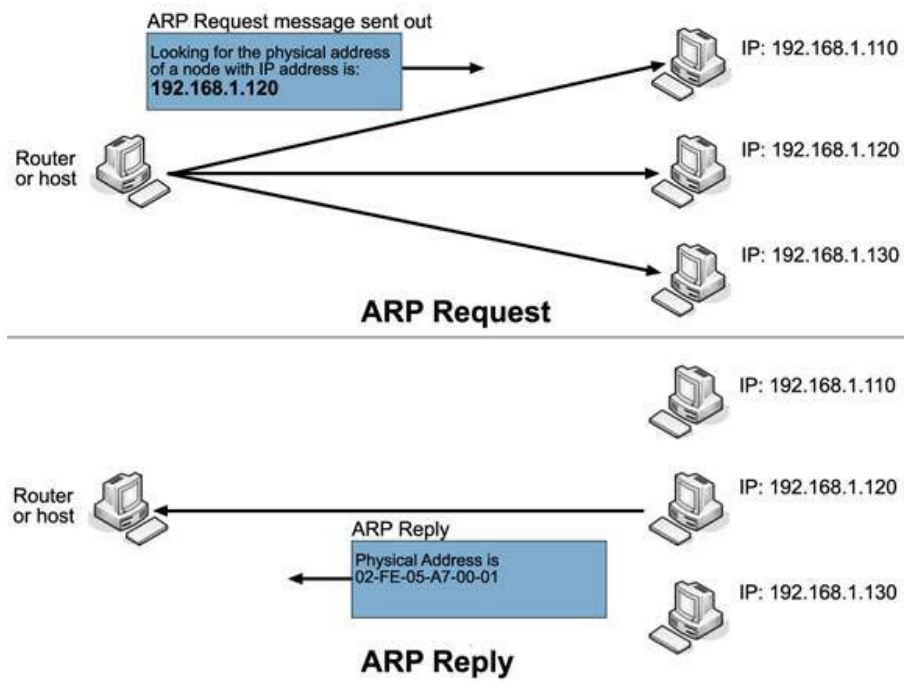 ARP Request message sent out
Looking for the physical address
of a node with IP address is:
192.168.1.120
IP: 192.168.1.110
Router
or host
IP: 192.168.1.120
IP: 192.168.1.130
ARP Request
IP: 192.168.1.110
Router
or host
IP: 192.168.1.120
ARP Reply
Physical Address is
02-FE-05-A7-00-01
IP: 192.168.1.130
ARP Reply